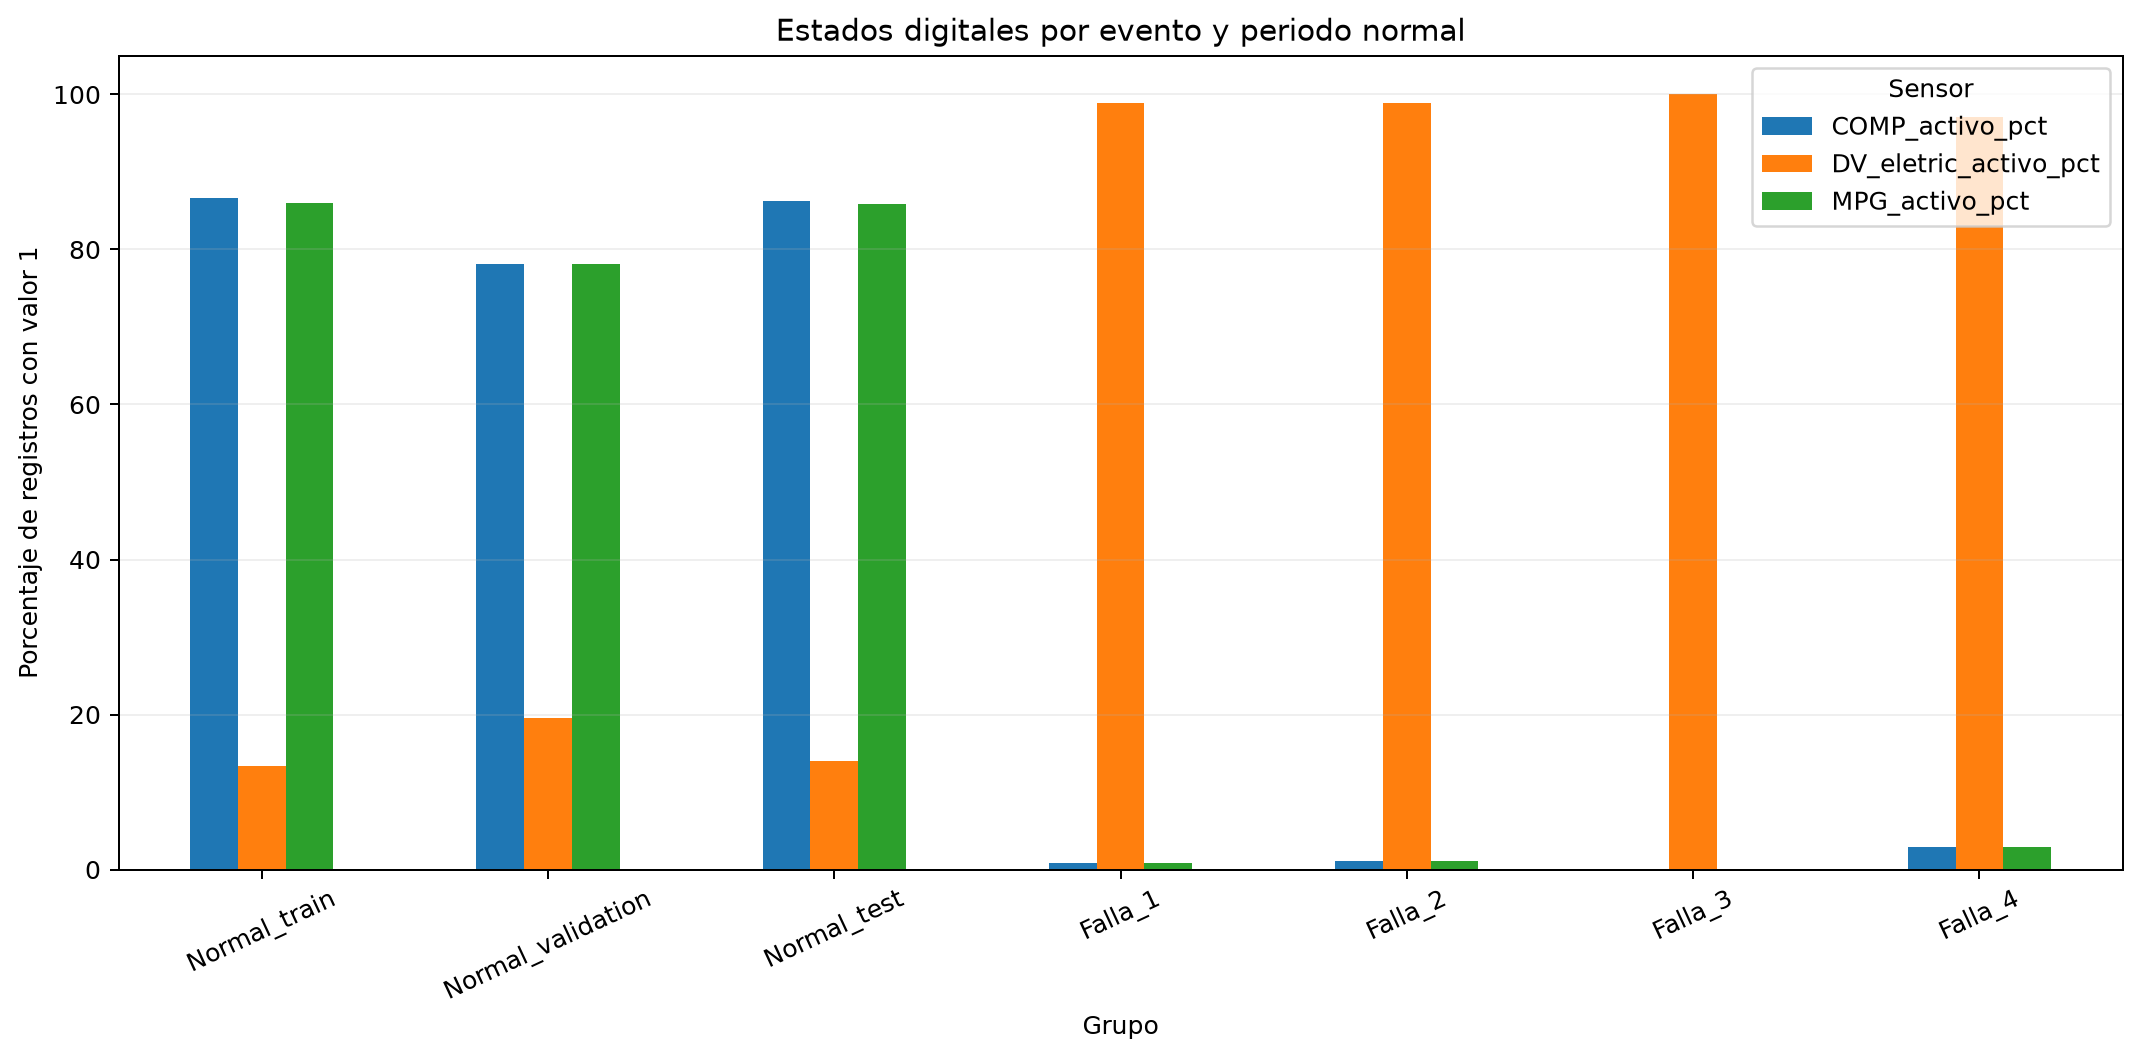 Estados digitales por evento y periodo normal
Sensor
COMP_activo_pct
DV_eletric_activo_pct
MPG_activo_pct
Porcentaje de registros con valor 1
100
80
60
40
20
0
Normal_train
Normal_validation
Normal_test
Falla_1
Falla_2
Falla_3
Falla_4
Grupo